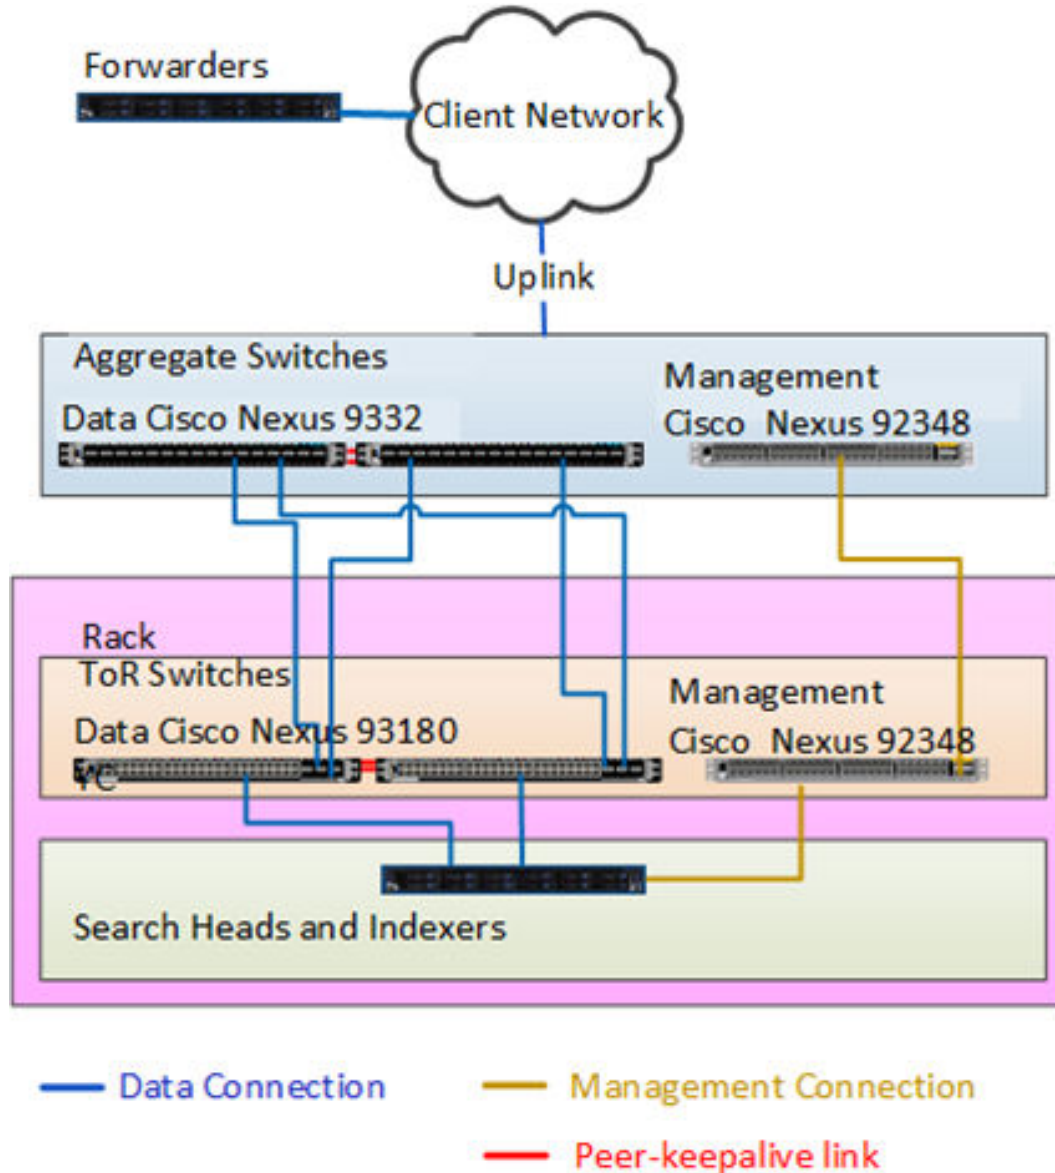 Forwarders
Client Network
Uplink
Aggregate Switches
Data Cisco Nexus 9332
Management
Cisco Nexus 92348
Rack
ToR Switches
Data Cisco Nexus 93180
YC
Management
Cisco Nexus 92348
Search Heads and Indexers
Data Connection
Management Connection
Peer-keepalive link